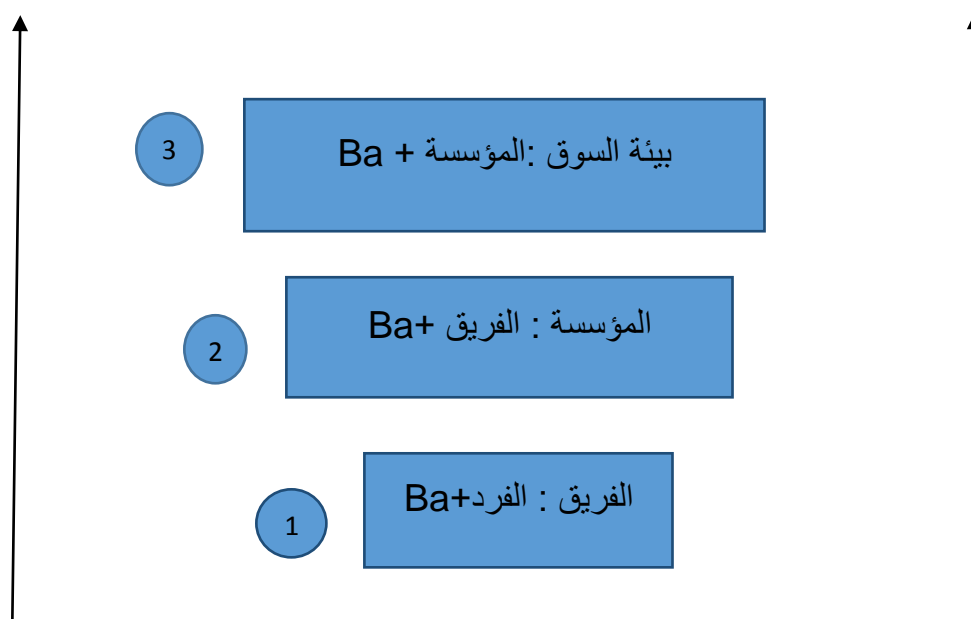 3
بيئة السوق :المؤسسة + Ba
2
المؤسسة : الفريق +Ba
1
الفريق : الفرد+Ba